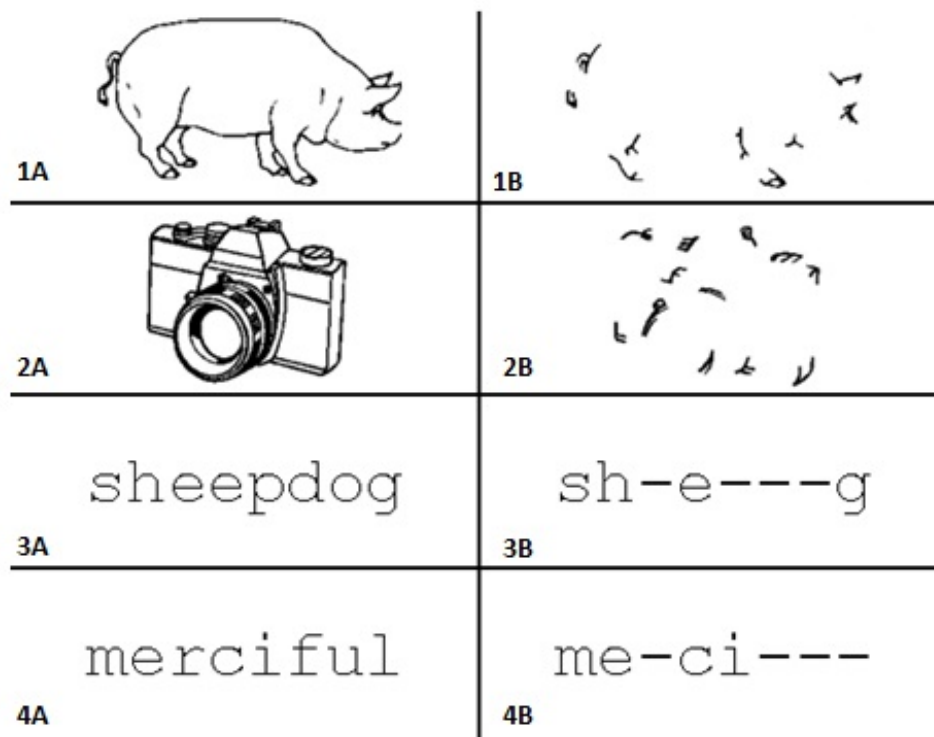 1A 1B
2A 2B
sheepdog sh-e---g
3A 3B
merciful me-ci---
4A 4B